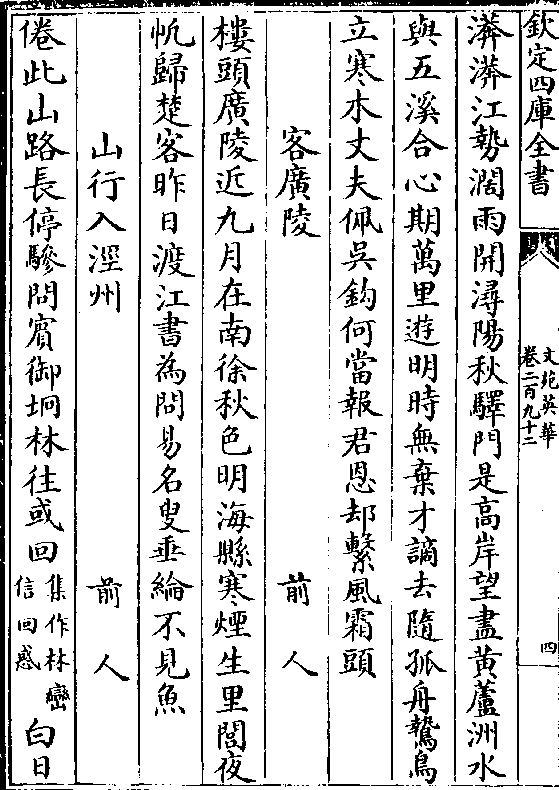 欽定四庫全書
文苑英華
卷二百九十二
四
漭漭江勢濶雨開潯陽秋驛門是高岸望盡黄蘆洲水
與五溪合心期萬里遊明時無棄才謫去隨孤舟鷙鳥
立寒木丈夫佩吳鈎何當報君恩却繫風霜頭
客廣陵　前人
樓頭廣陵近九月在南徐秋色明海縣寒煙生里閭夜
帆歸楚客昨日渡江書為問易名叟垂綸不見魚
山行入涇州　前人
倦此山路長停驂問賓御坰林往或回集作林巒信回惑白日